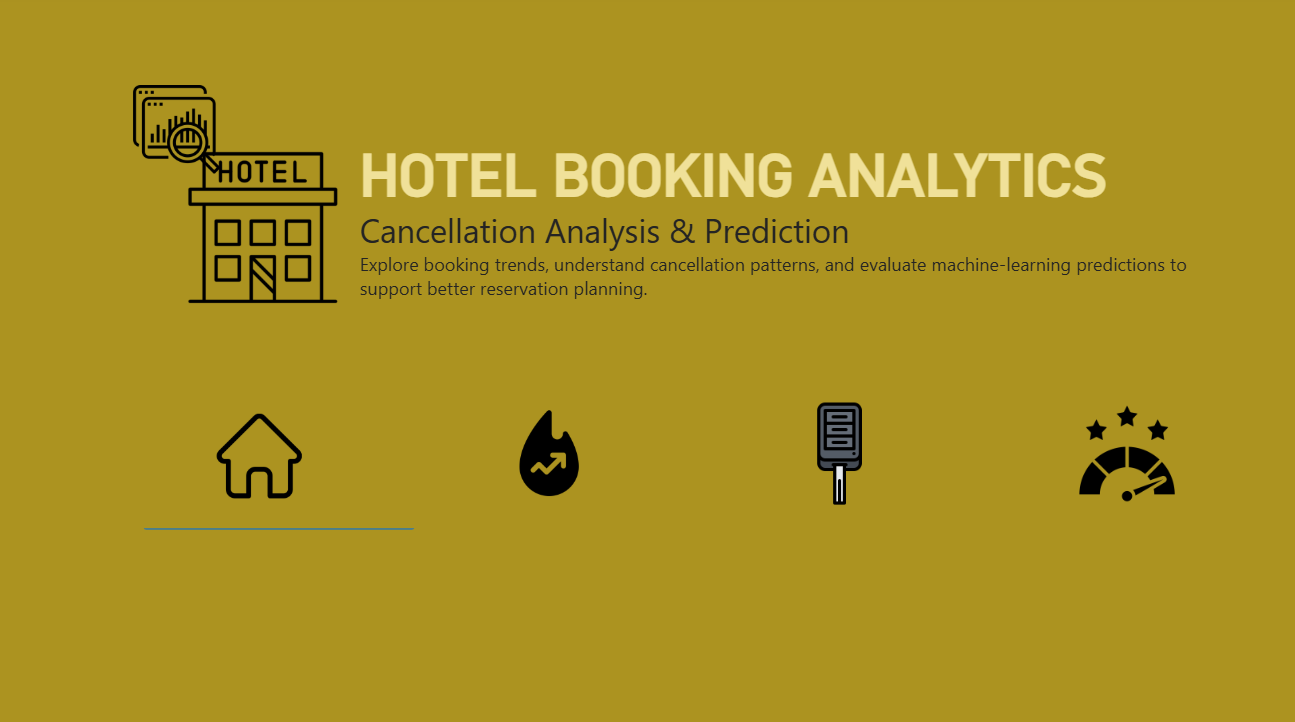 HOTEL
HOTEL BOOKING ANALYTICS
Cancellation Analysis & Prediction
Explore booking trends, understand cancellation patterns, and evaluate machine-learning predictions to
support better reservation planning.